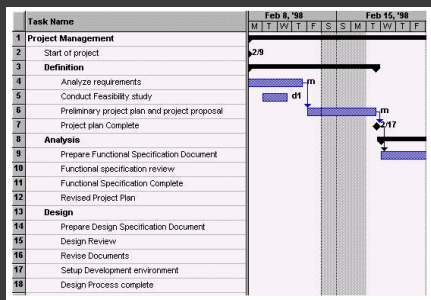 Task Name
Feb 8, '98
Feb 15, '98
M T W T F S S M T W T F
1 Project Management
2 Start of project 2/9
3 Definition
4 Analyze requirements m
5 Conduct Feasibility study d1
6 Preliminary project plan and project proposal m
7 Project plan Complete 2/17
8 Analysis
9 Prepare Functional Specification Document
10 Functional specification review
11 Functional Specification Complete
12 Revised Project Plan
13 Design
14 Prepare Design Specification Document
15 Design Review
16 Revise Documents
17 Setup Development environment
18 Design Process complete